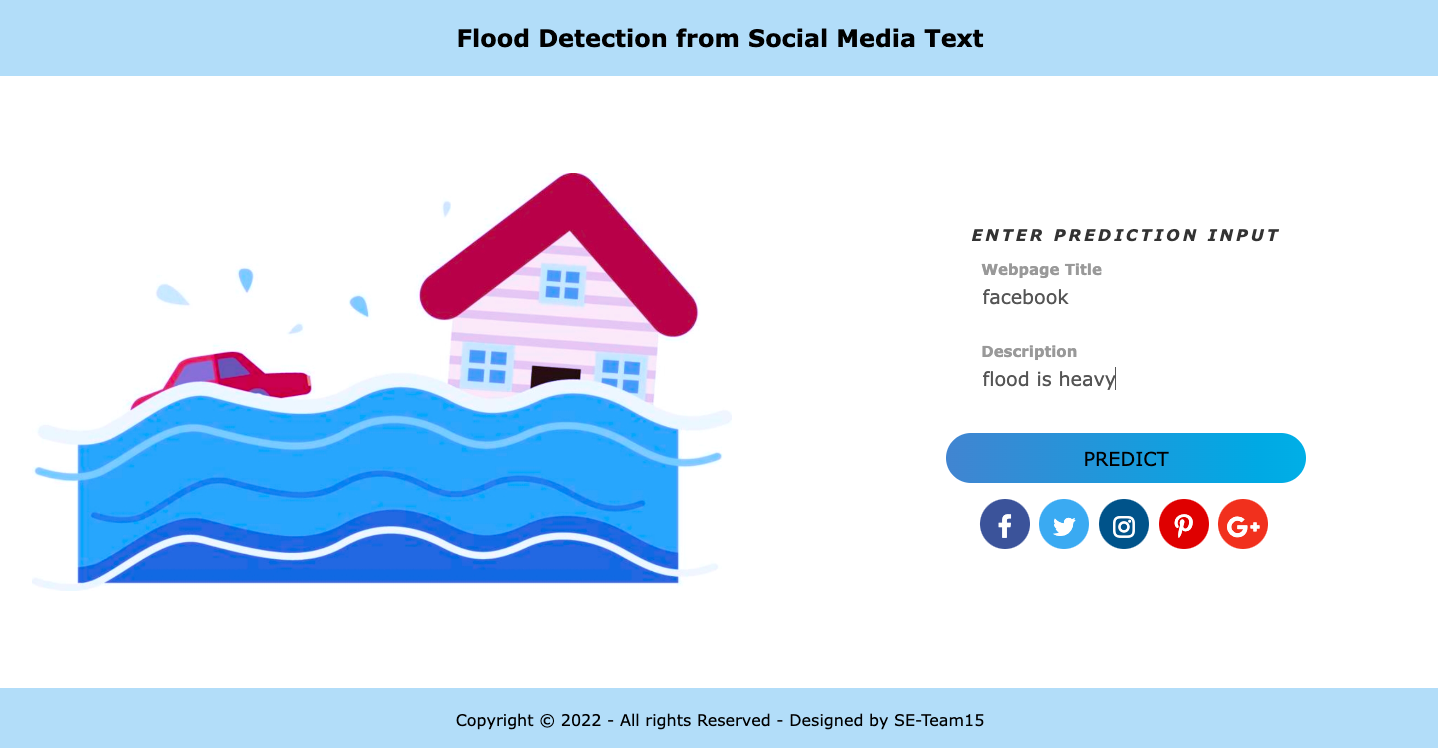 Flood Detection from Social Media Text
ENTER PREDICTION INPUT
Webpage Title
facebook
Description
flood is heavy
PREDICT
Copyright © 2022 - All rights Reserved - Designed by SE-Team15